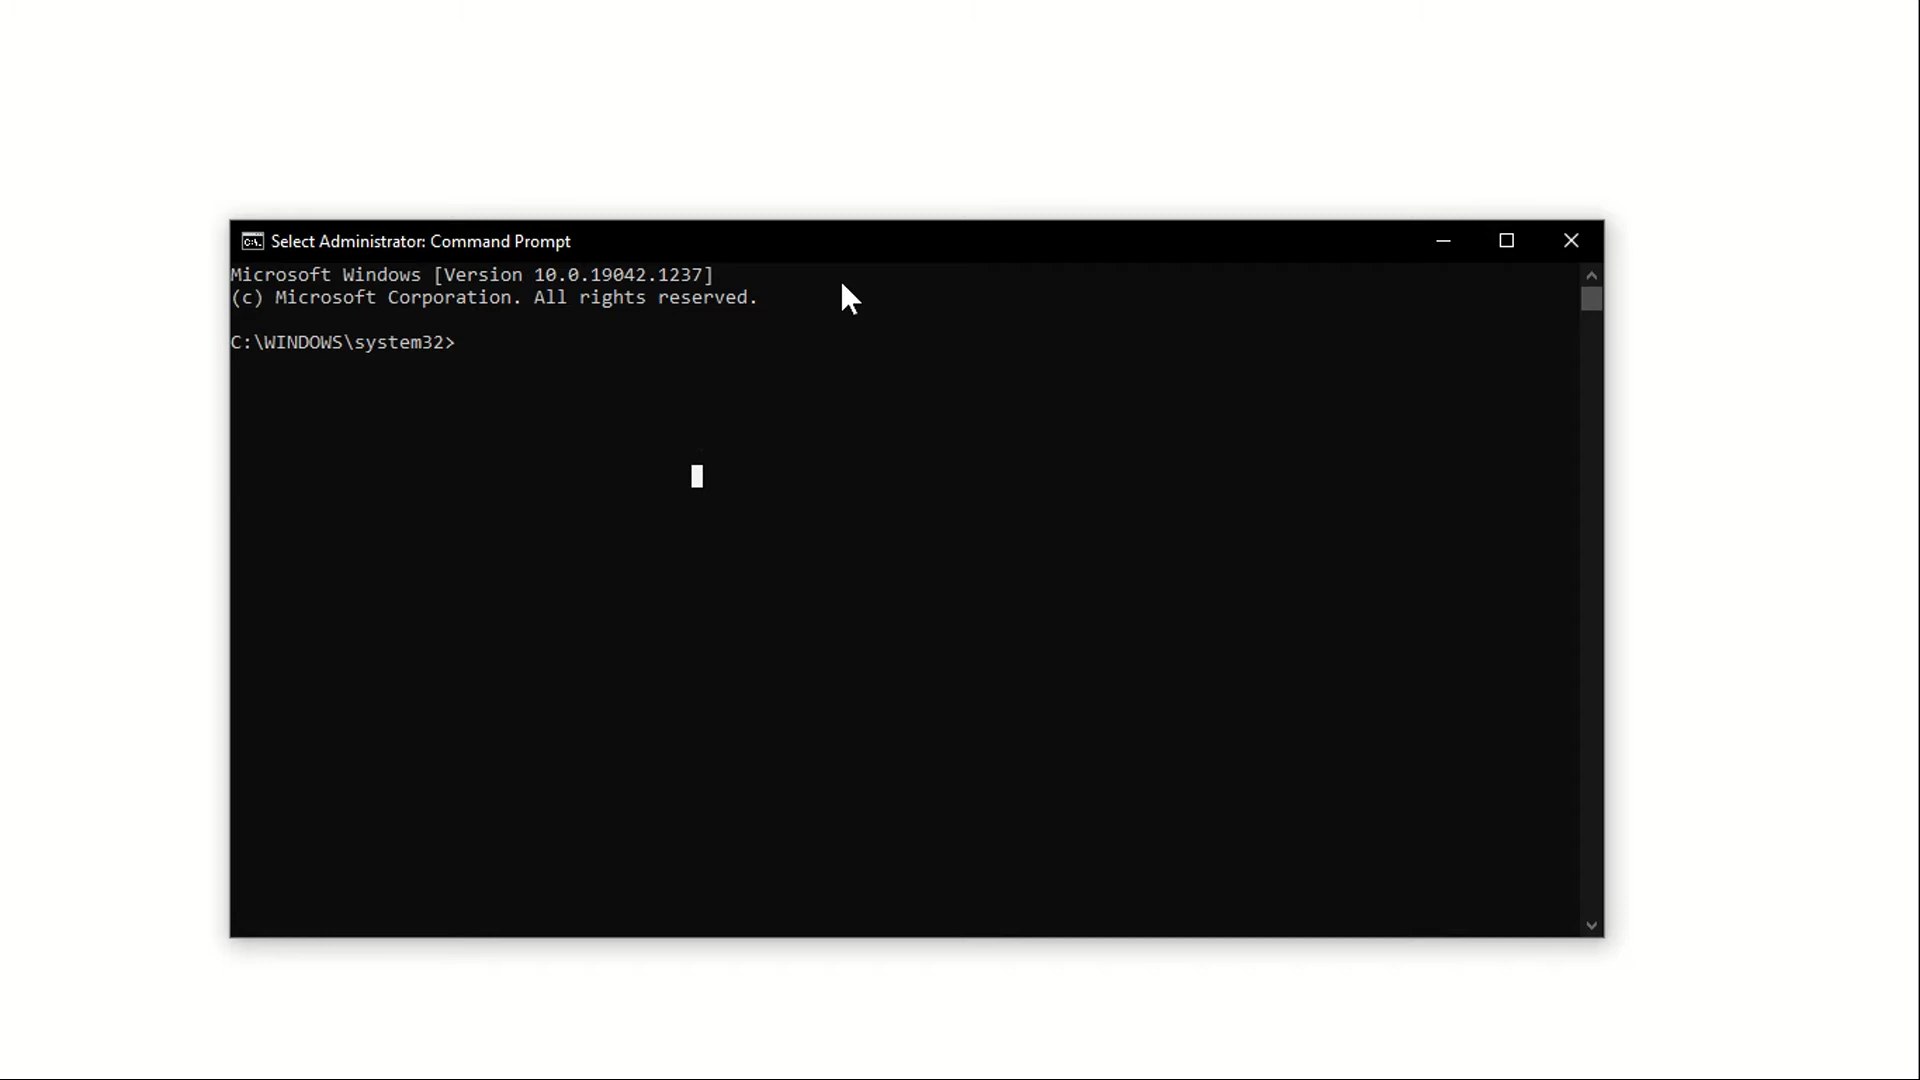 Select Administrator: Command Prompt
Microsoft Windows [Version 10.0.19042.1237]
(c) Microsoft Corporation. All rights reserved.
C:\WINDOWS\system32>